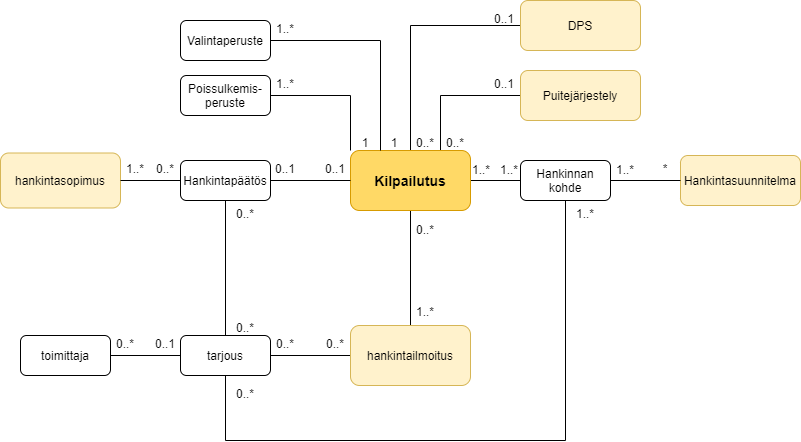 0..1
DPS
1..*
Valintaperuste
1..*
Poissulkemis-
peruste
0..1
Puitejärjestely
1
1
0..*
0..*
hankintasopimus
1..*
0..*
Hankintapäätös
0..1
0..1
Kilpailutus
1..*
1..*
Hankinnan
kohde
1..*
*
Hankintasuunnitelma
0..*
0..*
1..*
0..*
1..*
toimittaja
0..*
0..1
tarjous
0..*
0..*
hankintailmoitus
0..*